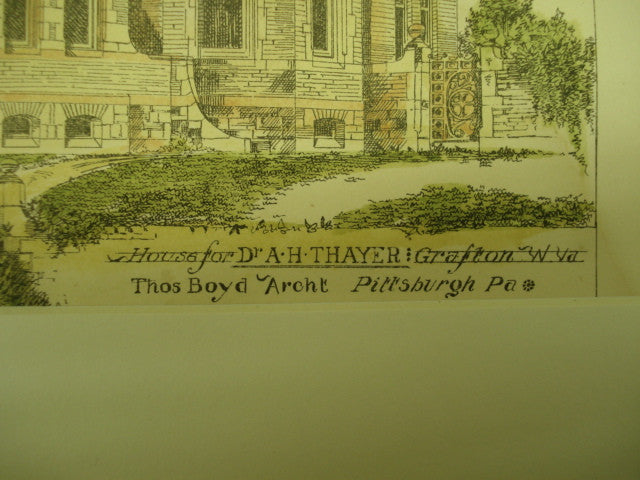 House for Dr A·H·THAYER : Grafton W Va
Thos Boyd Archt Pittsburgh Pa